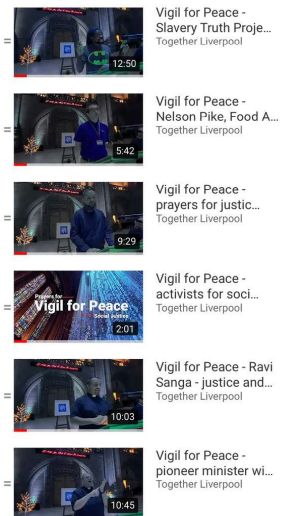 Vigil for Peace -
Slavery Truth Proje...
Together Liverpool
12:50
Vigil for Peace -
Nelson Pike, Food A...
Together Liverpool
5:42
Vigil for Peace -
prayers for justic...
Together Liverpool
9:29
Prayers for
Vigil for Peace
Social Justice
2:01
Vigil for Peace -
activists for soci...
Together Liverpool
Vigil for Peace - Ravi
Sanga - justice and...
Together Liverpool
10:03
Vigil for Peace -
pioneer minister wi...
Together Liverpool
10:45